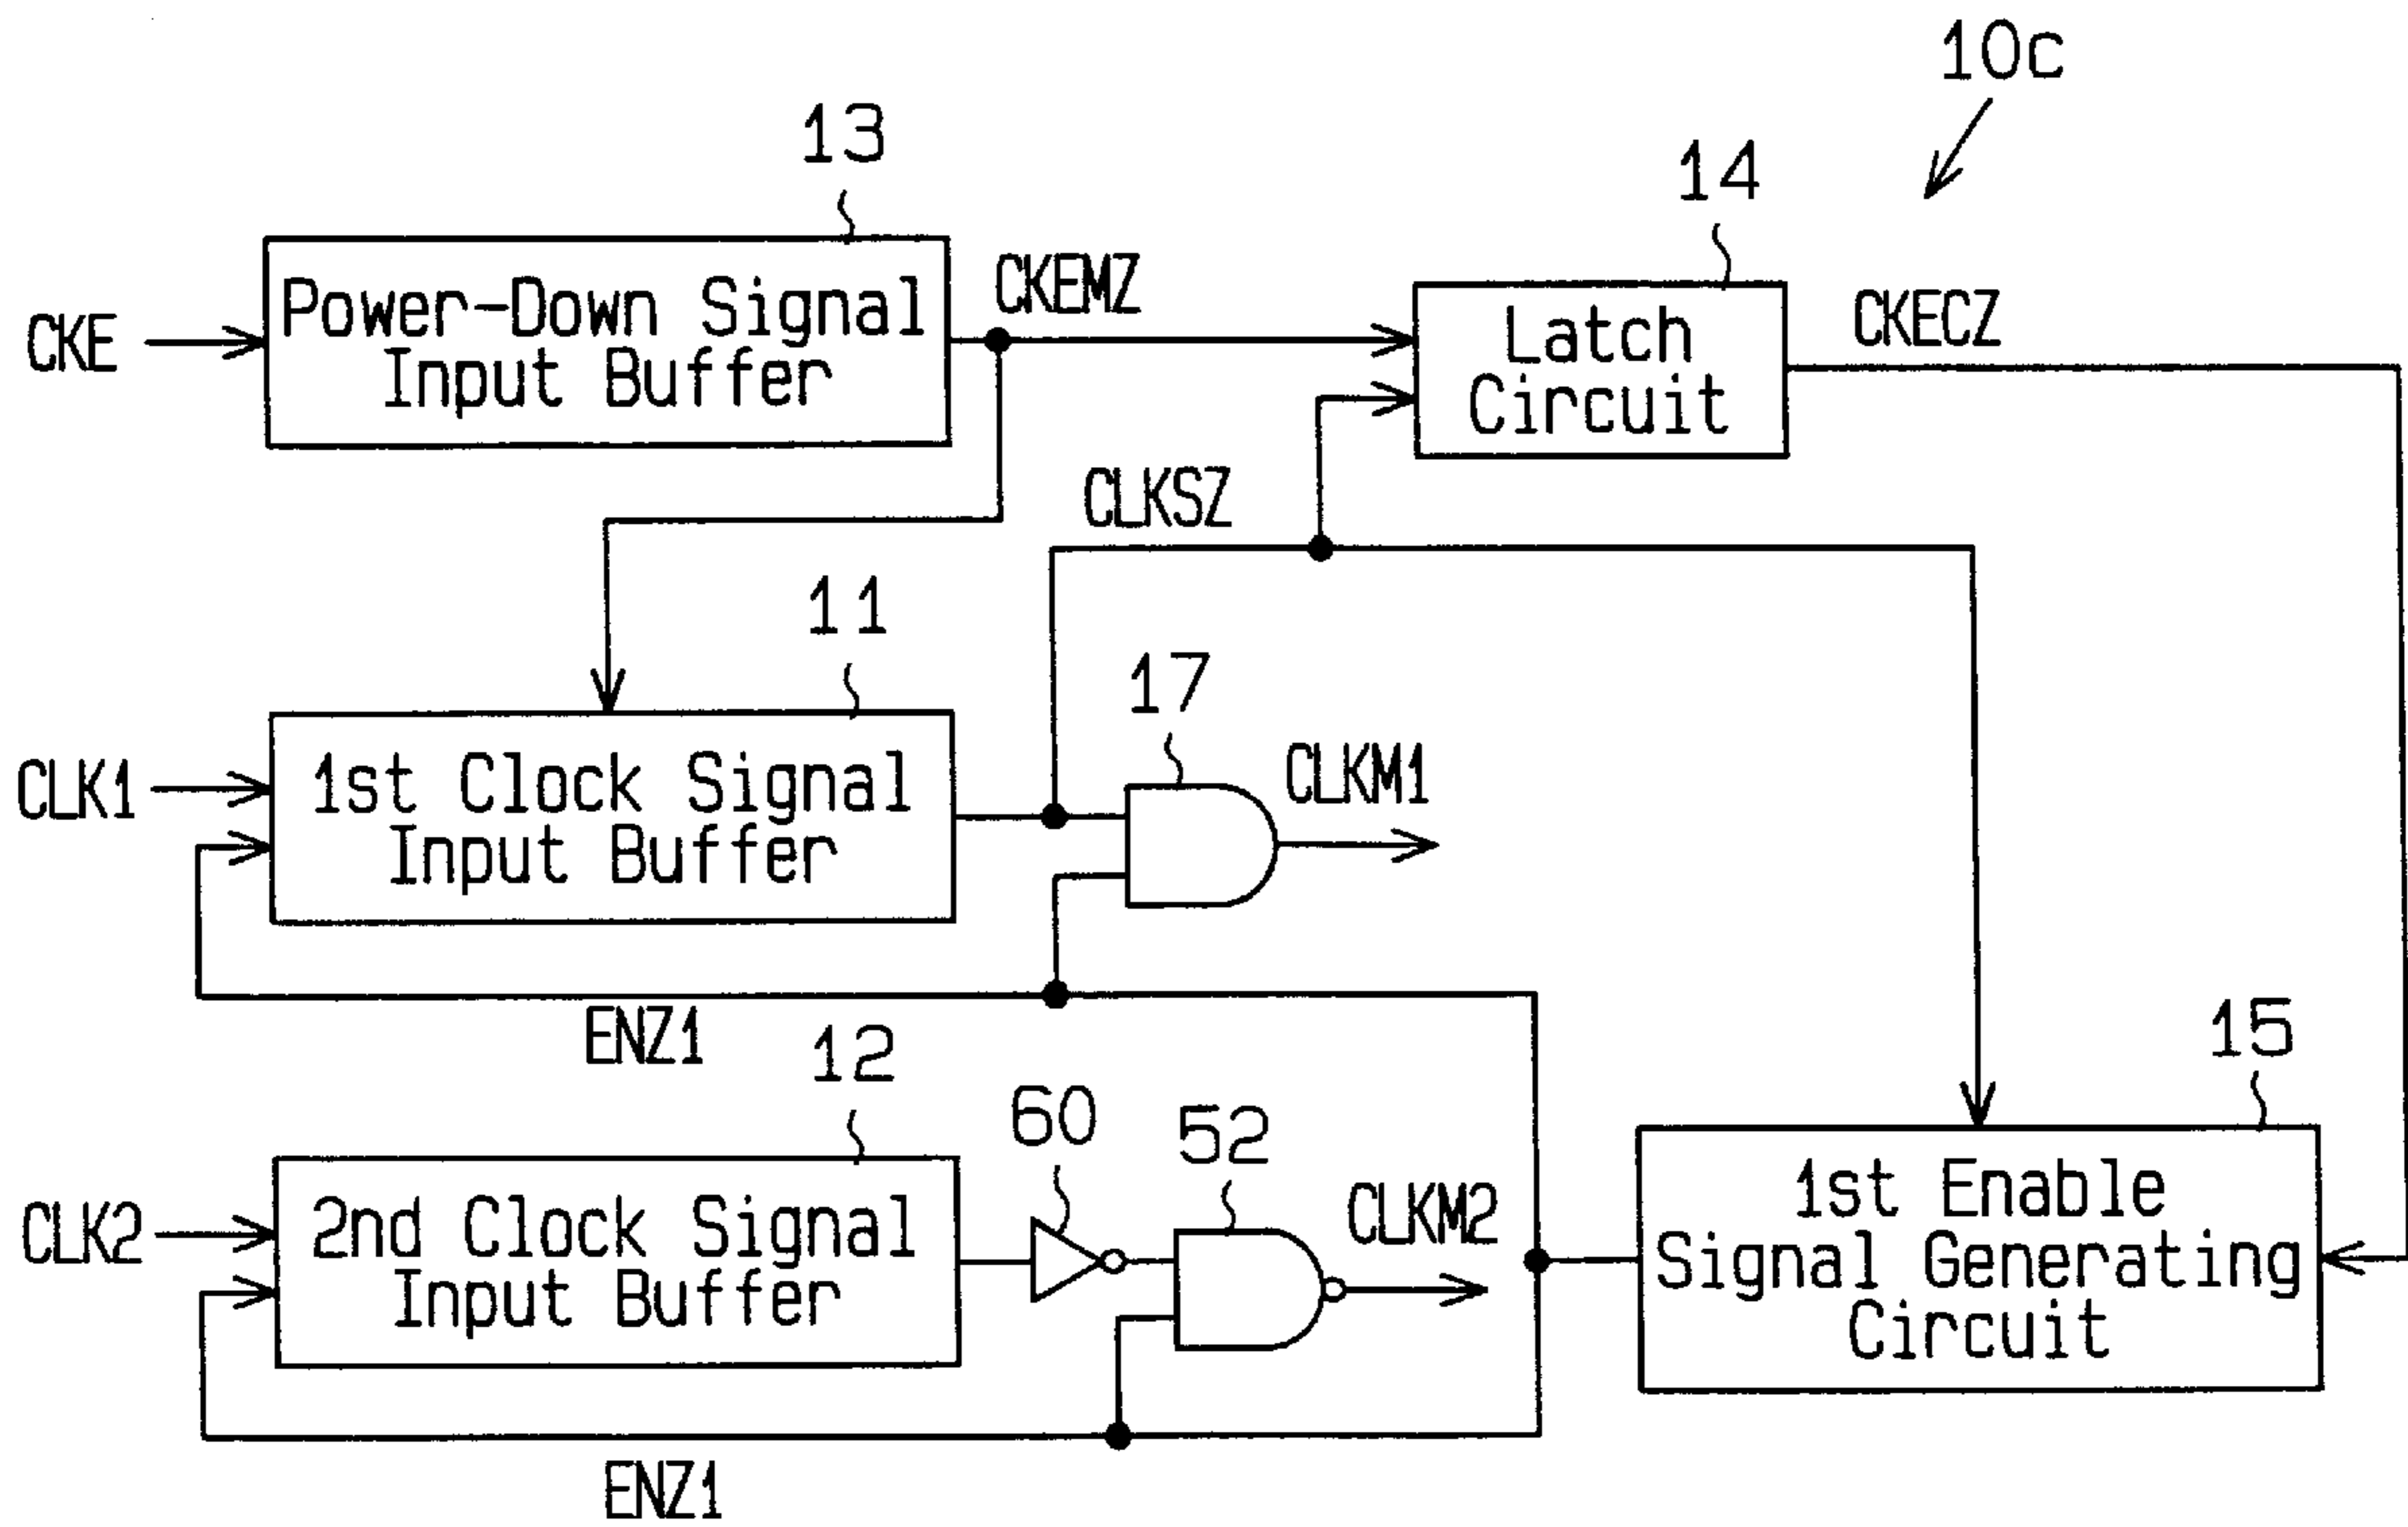 10c
13
14
Power-Down Signal
Input Buffer
CKE
CKEMZ
Latch
Circuit
CKECZ
CLKSZ
11
17
1st Clock Signal
Input Buffer
CLK1
CLKM1
ENZ1
12
60
52
15
2nd Clock Signal
Input Buffer
CLK2
CLKM2
1st Enable
Signal Generating
Circuit
ENZ1